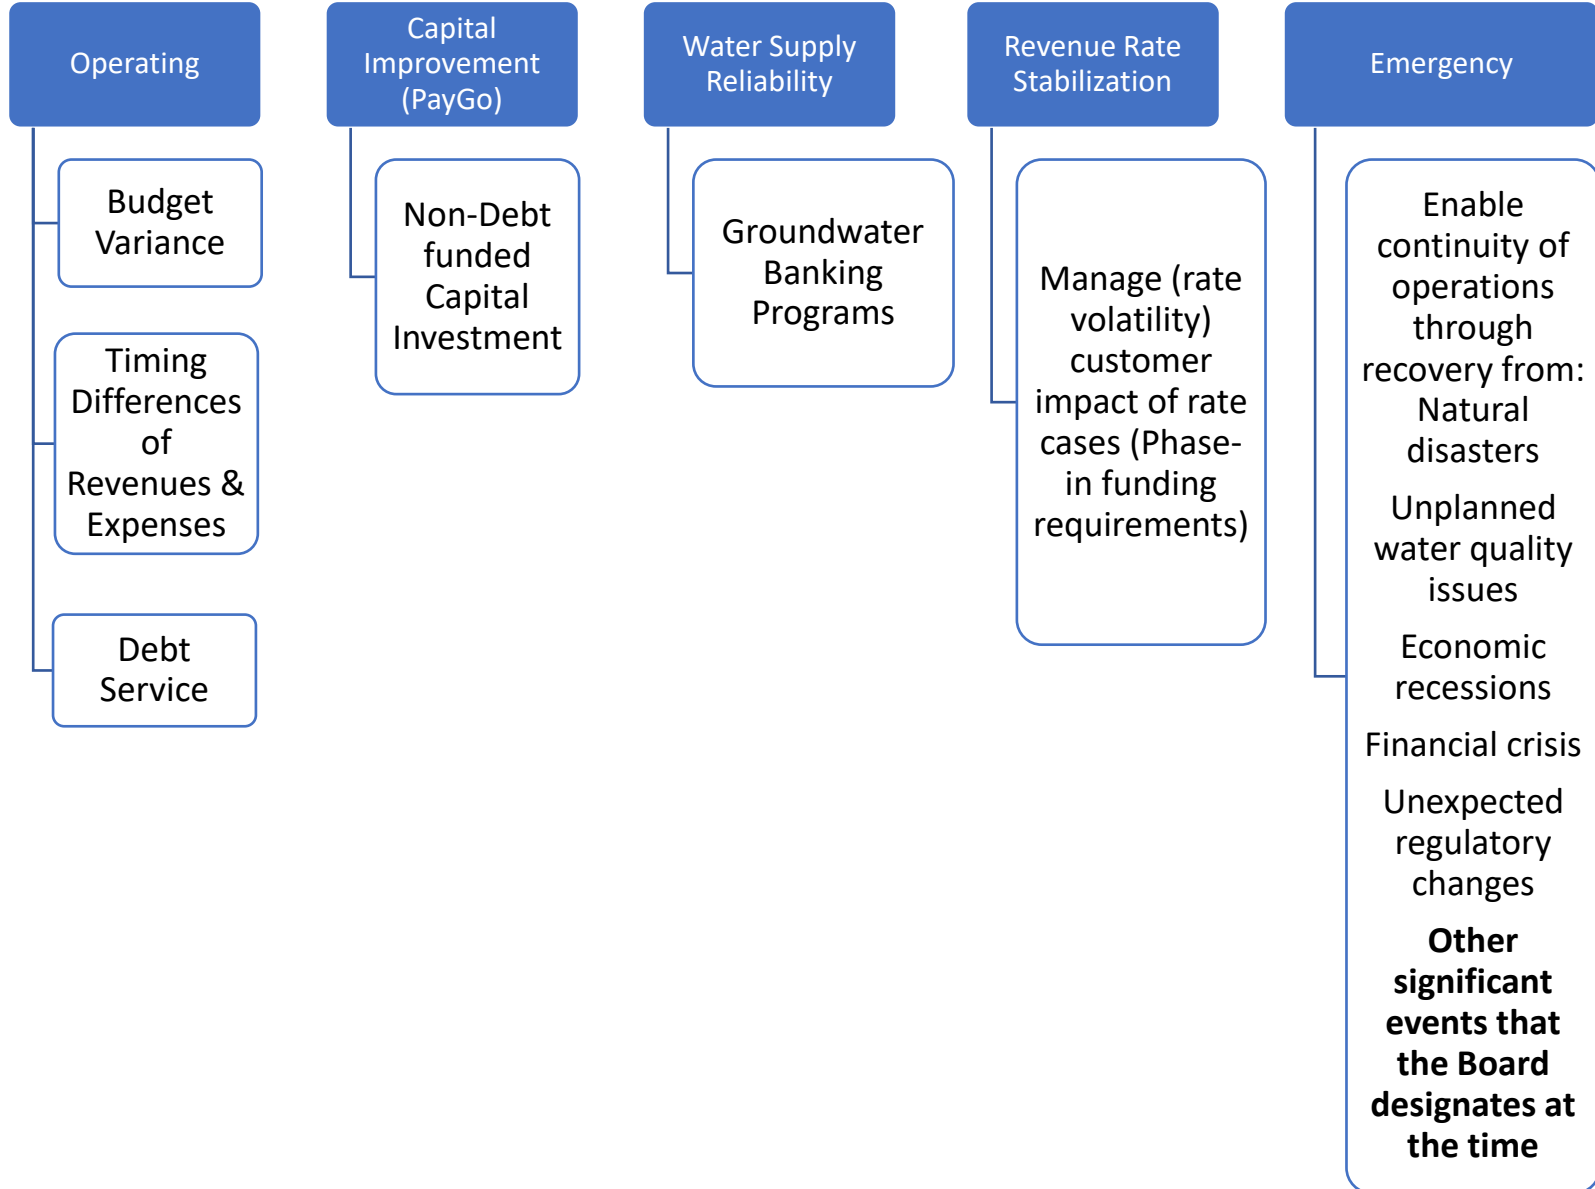 Operating
Capital
Improvement
(PayGo)
Water Supply
Reliability
Revenue Rate
Stabilization
Emergency
Budget
Variance
Timing
Differences
of
Revenues &
Expenses
Debt
Service
Non-Debt
funded
Capital
Investment
Groundwater
Banking
Programs
Manage (rate
volatility)
customer
impact of rate
cases (Phase-
in funding
requirements)
Enable
continuity of
operations
through
recovery from:
Natural
disasters
Unplanned
water quality
issues
Economic
recessions
Financial crisis
Unexpected
regulatory
changes
Other
significant
events that
the Board
designates at
the time